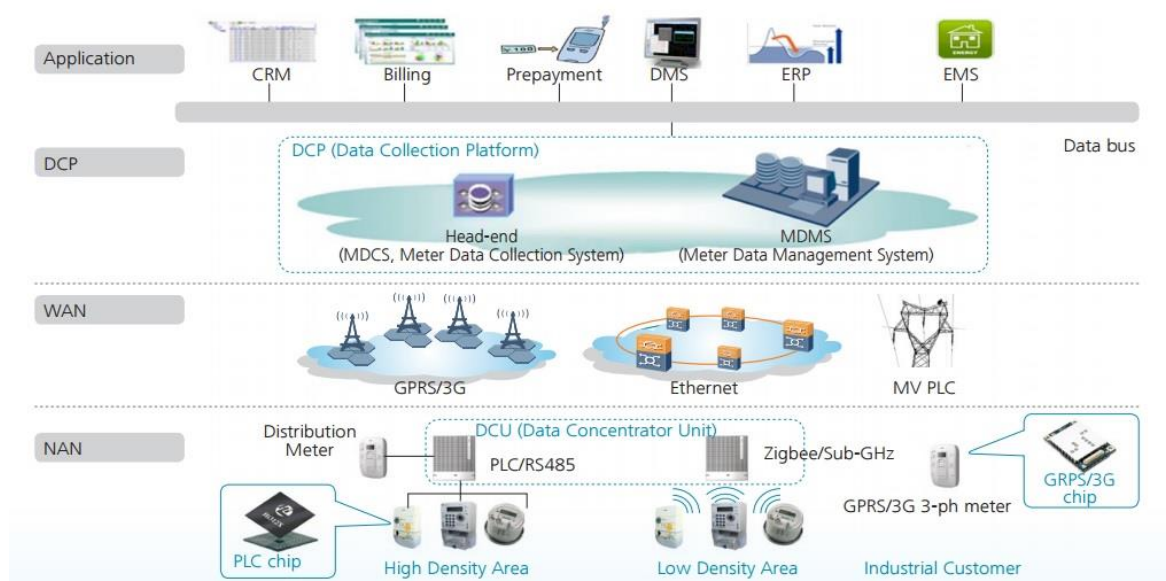 Application
CRM
Billing
Prepayment
DMS
ERP
EMS
Data bus
DCP
DCP (Data Collection Platform)
Head-end
(MDCS, Meter Data Collection System)
MDMS
(Meter Data Management System)
WAN
GPRS/3G
Ethernet
MV PLC
NAN
Distribution
Meter
DCU (Data Concentrator Unit)
PLC/RS485
Zigbee/Sub-GHz
GRPS/3G
chip
GPRS/3G 3-ph meter
PLC chip
High Density Area
Low Density Area
Industrial Customer